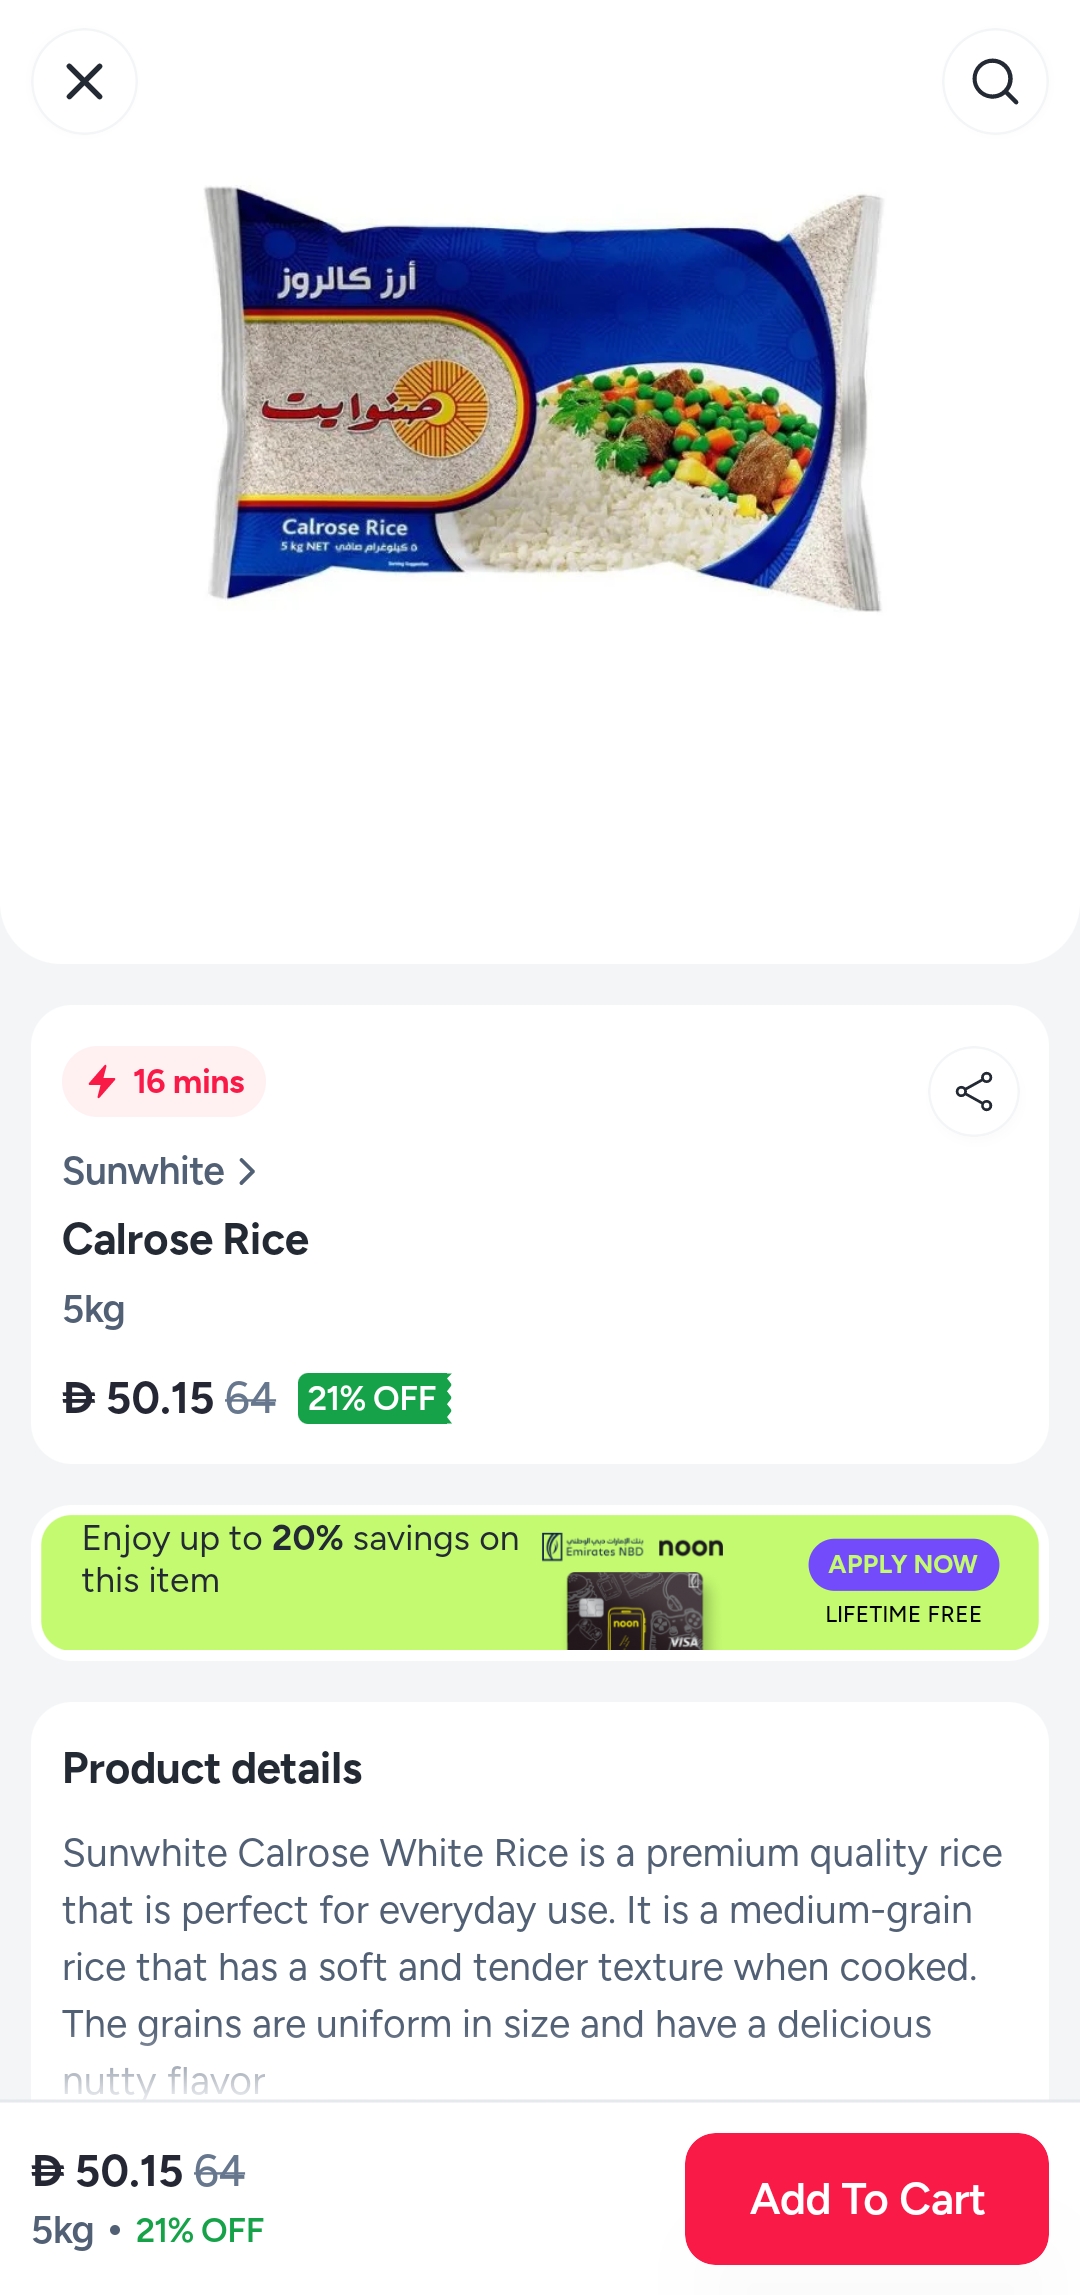 أرز كالروز
صنوايت
Calrose Rice
5 kg NET ٥ كيلوغرام صافي
Serving Suggestion
16 mins
Sunwhite
Calrose Rice
5kg
50.15 64 21% OFF
Enjoy up to 20% savings on
this item
بنك الإمارات دبي الوطني
Emirates NBD
noon
noon
VISA
APPLY NOW
LIFETIME FREE
Product details
Sunwhite Calrose White Rice is a premium quality rice
that is perfect for everyday use. It is a medium-grain
rice that has a soft and tender texture when cooked.
The grains are uniform in size and have a delicious
nutty flavor
50.15 64
5kg • 21% OFF
Add To Cart